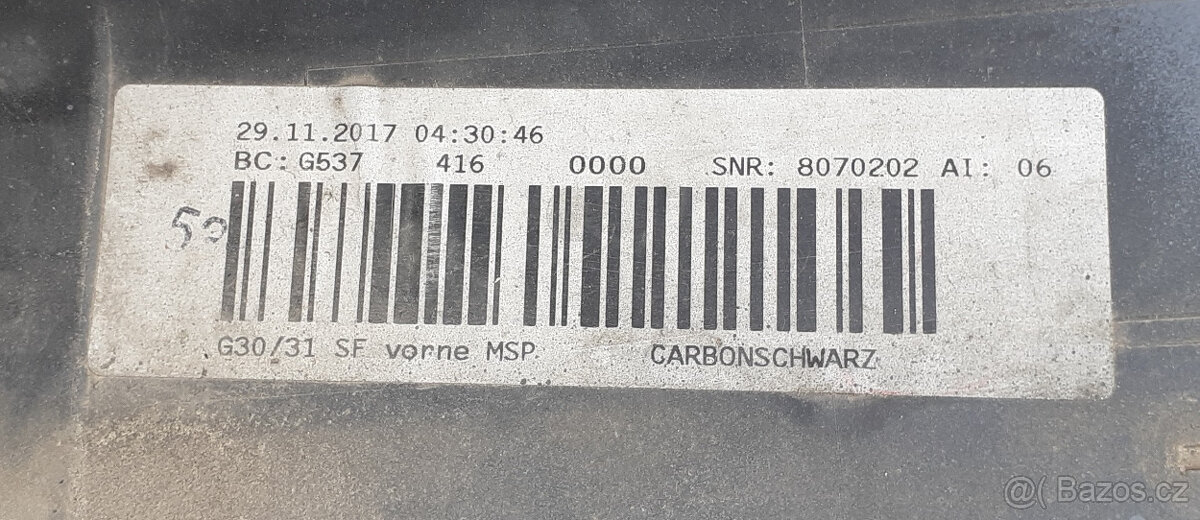 29.11.2017 04:30:46
BC: G537 416 0000 SNR: 8070202 AI: 06
G30/31 SF vorne MSP. CARBONSCHWARZ
@( Bazos.cz